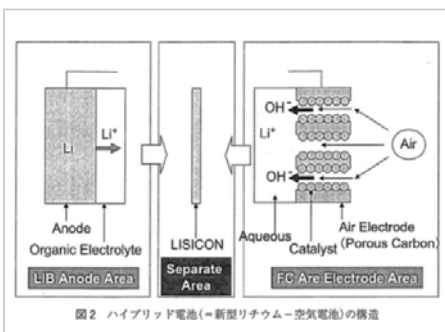 Li
Li⁺
Anode
Organic Electrolyte
LIB Anode Area
LISICON
Separate
Area
OH⁻
Li⁺
OH⁻
Air
Aqueous
Catalyst
Air Electrode
(Porous Carbon)
FC Are Electrode Area
図2 ハイブリッド電池(=新型リチウム-空気電池)の構造